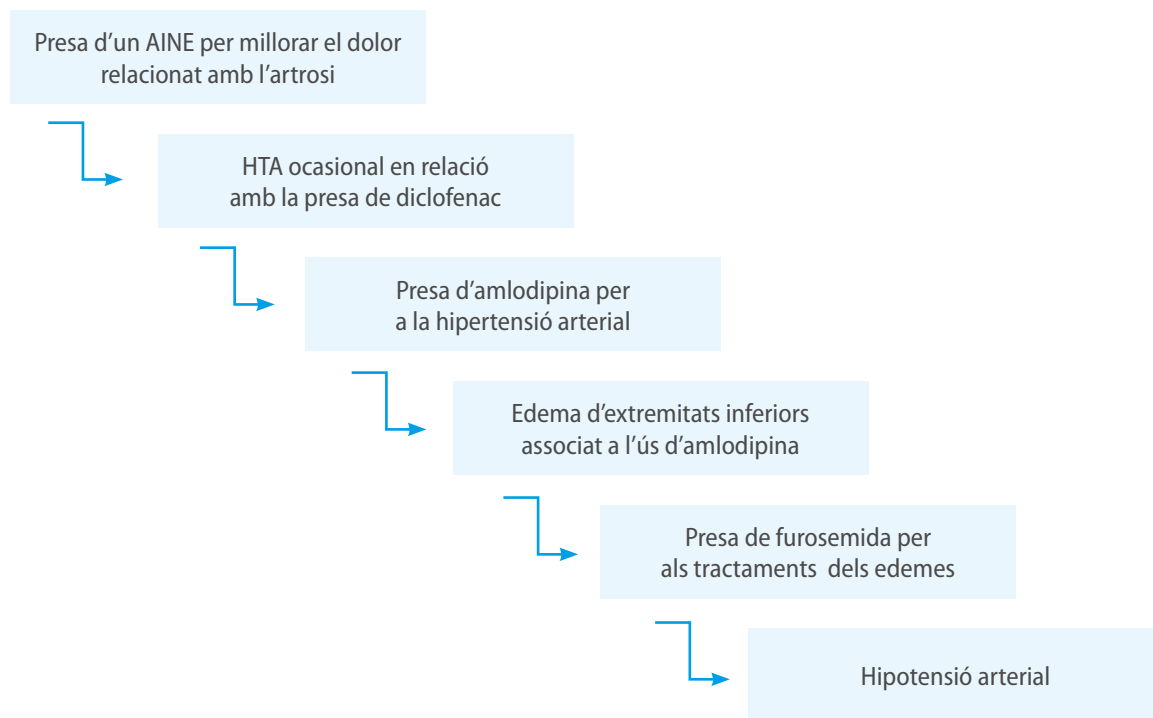 Presa d’un AINE per millorar el dolor
relacionat amb l’artrosi
HTA ocasional en relació
amb la presa de diclofenac
Presa d’amlodipina per
a la hipertensió arterial
Edema d’extremitats inferiors
associat a l’ús d’amlodipina
Presa de furosemida per
als tractaments dels edemes
Hipotensió arterial